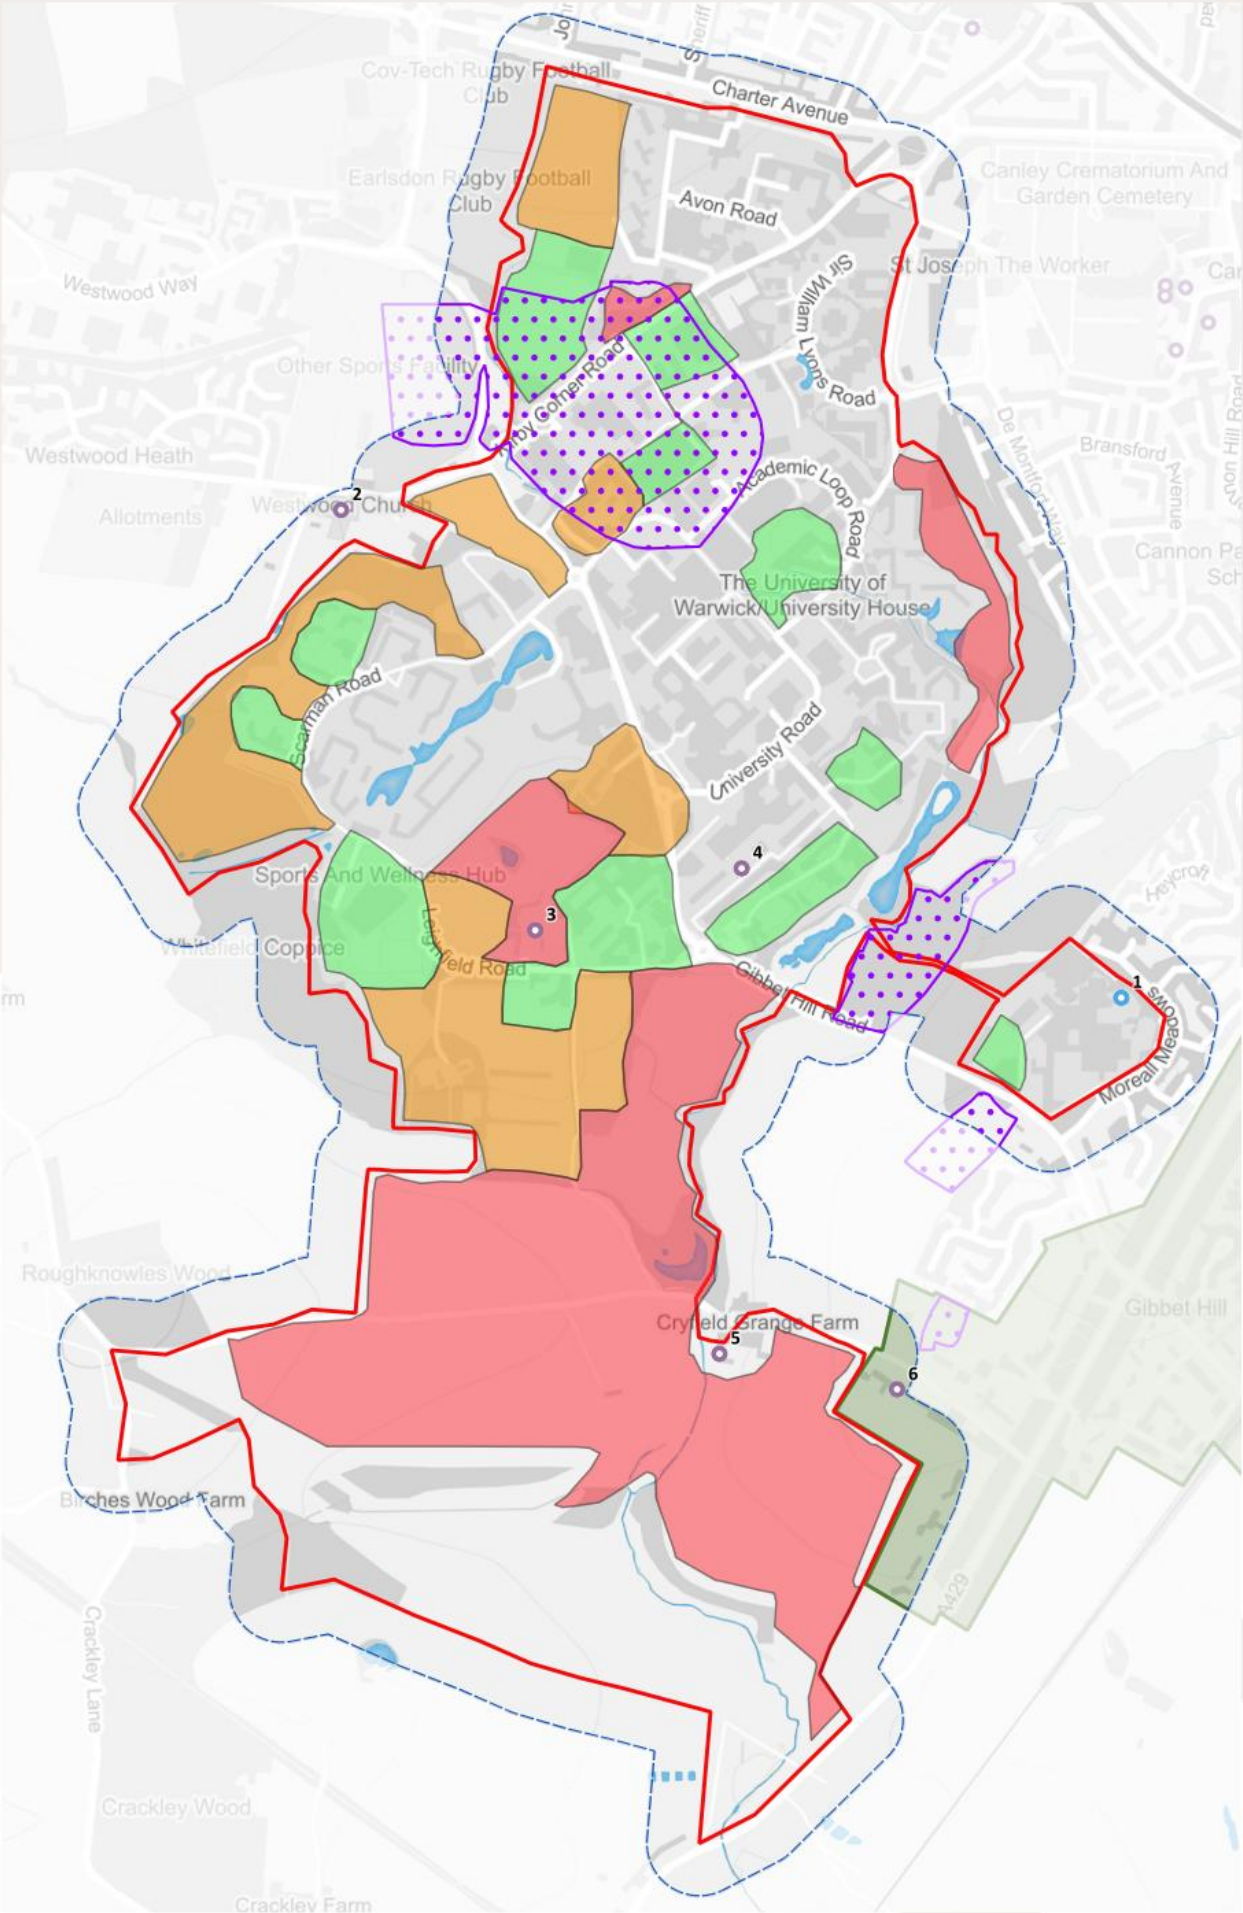 Cov-Tech Rugby Football
Club
Charter Avenue
Canley Crematorium And
Garden Cemetery
Earlsdon Rugby Football
Club
Avon Road
St Joseph The Worker
Westwood Way
Sir William Lyons Road
Other Sports Facility
Kirby Corner Road
De Montfort Way
Bransford Avenue
Westwood Heath
Academic Loop Road
Westwood Church
2
Allotments
The University of
Warwick/University House
Scarman Road
University Road
4
Sports And Wellness Hub
3
Whitefield Coppice
Leighfield Road
Gibbet Hill Road
1
Moreall Meadows
Roughknowles Wood
Gibbet Hill
Cryfield Grange Farm
5
6
Birches Wood Farm
A429
Crackley Lane
Crackley Wood
Crackley Farm